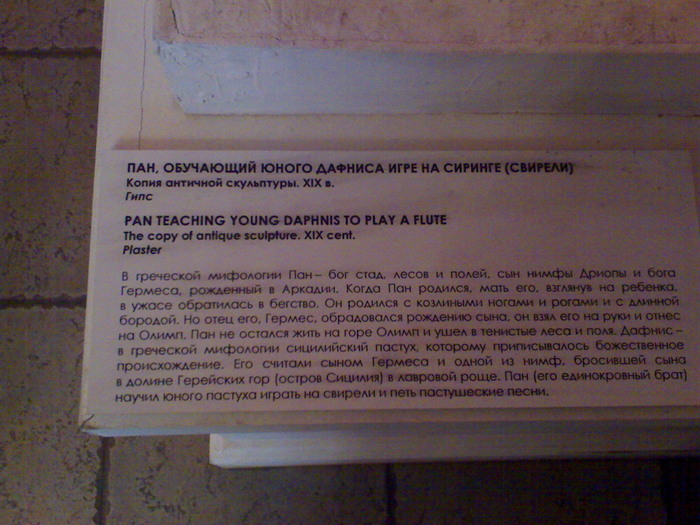 ПАН, ОБУЧАЮЩИЙ ЮНОГО ДАФНИСА ИГРЕ НА СИРИНГЕ (СВИРЕЛИ)
Копия античной скульптуры. XIX в.
Гипс
PAN TEACHING YOUNG DAPHNIS TO PLAY A FLUTE
The copy of antique sculpture. XIX cent.
Plaster
В греческой мифологии Пан – бог стад, лесов и полей, сын нимфы Дриопы и бога
Гермеса, рожденный в Аркадии. Когда Пан родился, мать его, взглянув на ребенка,
в ужасе обратилась в бегство. Он родился с козлиными ногами и рогами и с длинной
бородой. Но отец его, Гермес, обрадовался рождению сына, он взял его на руки и отнес
на Олимп. Пан не остался жить на горе Олимп и ушел в тенистые леса и поля. Дафнис –
в греческой мифологии сицилийский пастух, которому приписывалось божественное
происхождение. Его считали сыном Гермеса и одной из нимф, бросившей сына
в долине Герейских гор (остров Сицилия) в лавровой роще. Пан (его единокровный брат)
научил юного пастуха играть на свирели и петь пастушеские песни.